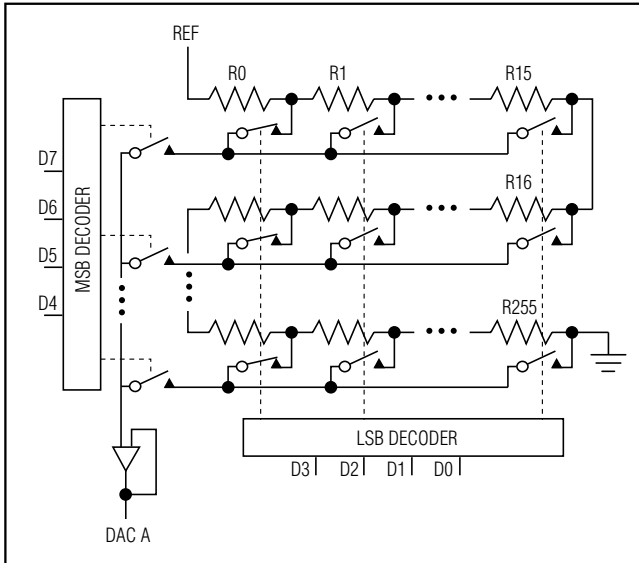 REF
R0
R1
R15
D7
D6
D5
D4
MSB DECODER
R16
R255
LSB DECODER
D3
D2
D1
D0
DAC A